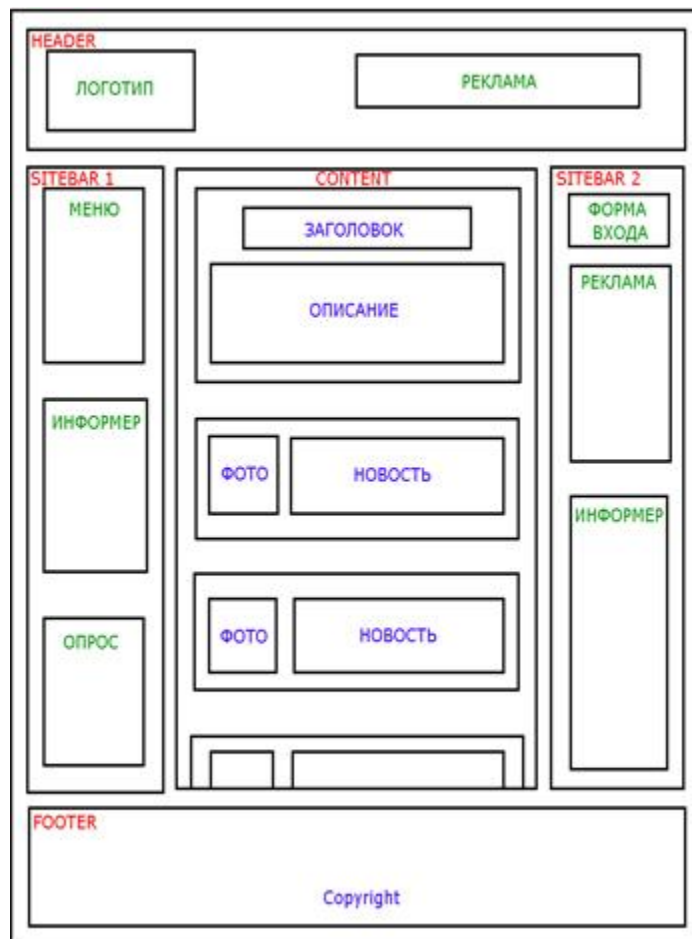 HEADER
ЛОГОТИП
РЕКЛАМА
SITEBAR 1
МЕНЮ
ИНФОРМЕР
ОПРОС
CONTENT
ЗАГОЛОВОК
ОПИСАНИЕ
ФОТО
НОВОСТЬ
ФОТО
НОВОСТЬ
SITEBAR 2
ФОРМА
ВХОДА
РЕКЛАМА
ИНФОРМЕР
FOOTER
Copyright